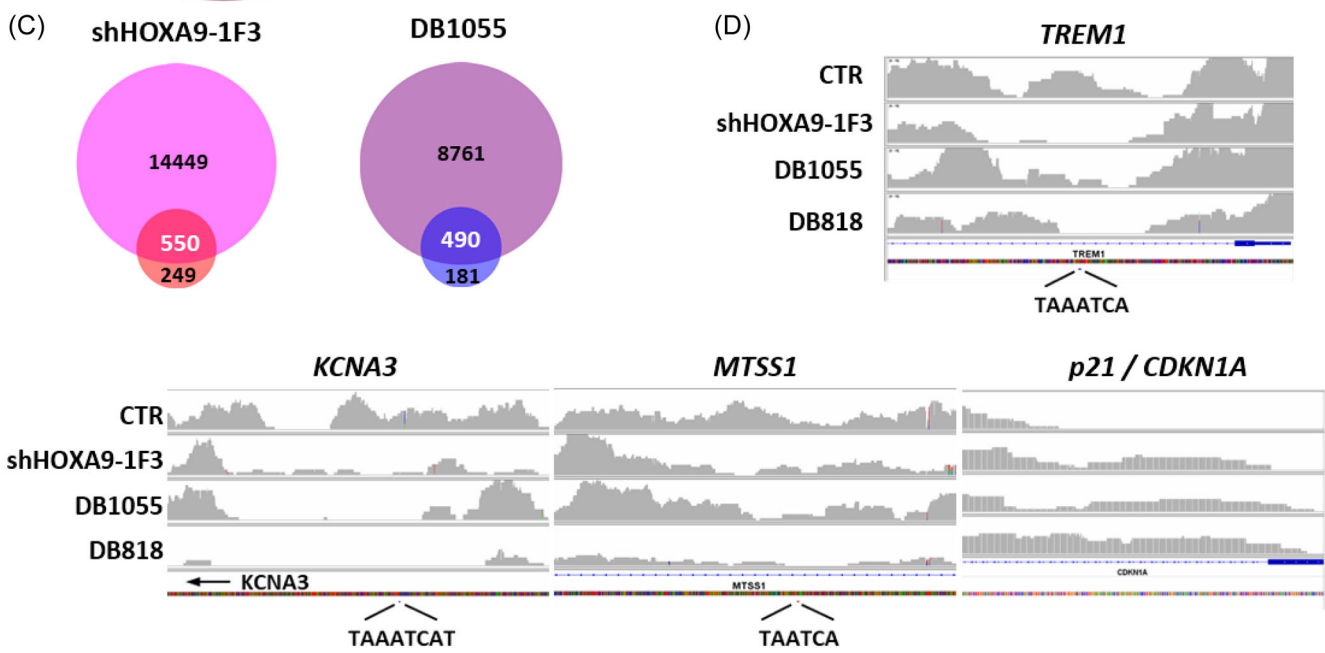 (C)
shHOXA9-1F3
DB1055
14449
550
249
8761
490
181
(D)
TREM1
CTR
shHOXA9-1F3
DB1055
DB818
TREM1
TAAATCA
KCNA3
MTSS1
p21 / CDKN1A
CTR
shHOXA9-1F3
DB1055
DB818
KCNA3
MTSS1
CDKN1A
TAAATCAT
TAATCA